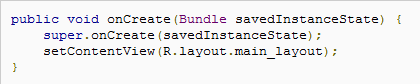 public void onCreate(Bundle savedInstanceState) {
    super.onCreate(savedInstanceState);
    setContentView(R.layout.main_layout);
}